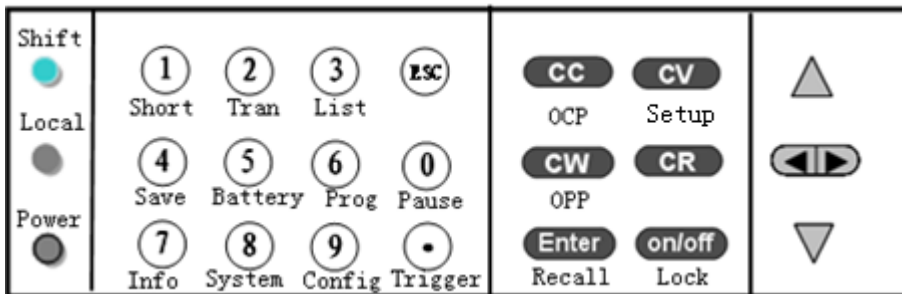 Shift
1 2 3 ESC CC CV
Short Tran List OCP Setup
Local
4 5 6 0 CW CR
Save Battery Prog Pause OPP
Power
7 8 9 • Enter on/off
Info System Config Trigger Recall Lock